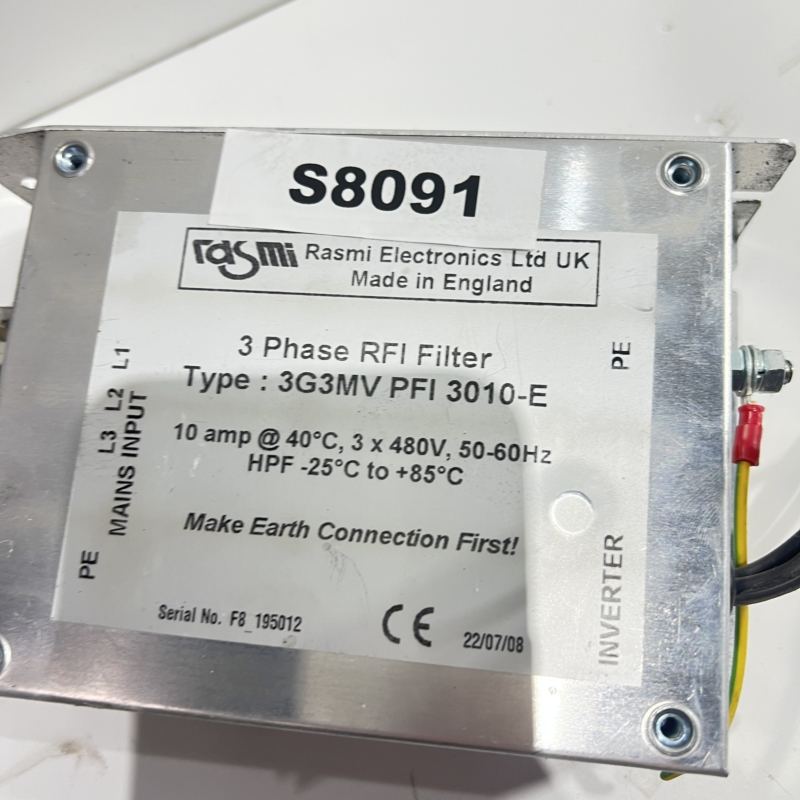 S8091
rasmi Rasmi Electronics Ltd UK
Made in England
3 Phase RFI Filter
Type : 3G3MV PFI 3010-E
10 amp @ 40°C, 3 x 480V, 50-60Hz
HPF -25°C to +85°C
Make Earth Connection First!
Serial No. F8_195012
CE 22/07/08
PE
L3 L2 L1
MAINS INPUT
PE
INVERTER